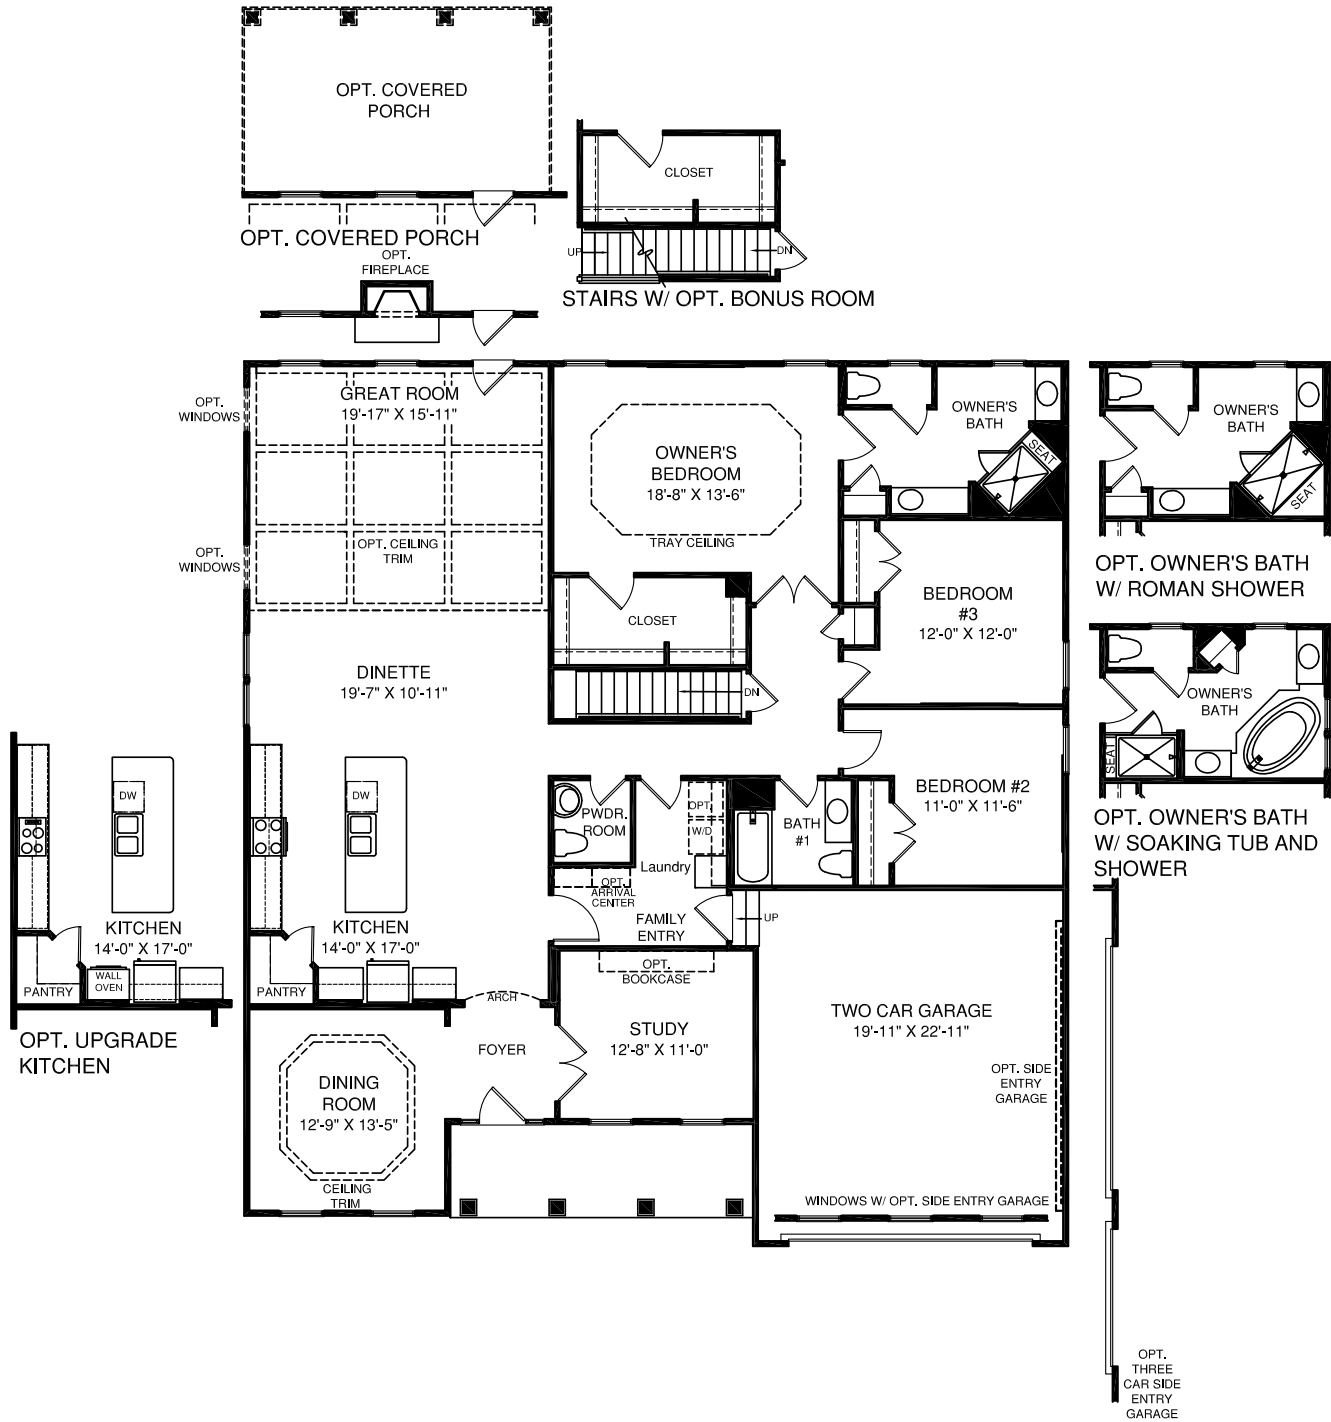 OPT. COVERED
PORCH
OPT. COVERED PORCH
CLOSET
UP
DN
STAIRS W/ OPT. BONUS ROOM
OPT.
FIREPLACE
OPT.
WINDOWS
GREAT ROOM
19'-17" X 15'-11"
OPT. CEILING
TRIM
OPT.
WINDOWS
OWNER'S
BEDROOM
18'-8" X 13'-6"
TRAY CEILING
OWNER'S
BATH
SEAT
OWNER'S
BATH
SEAT
OPT. OWNER'S BATH
W/ ROMAN SHOWER
CLOSET
BEDROOM
#3
12'-0" X 12'-0"
DINETTE
19'-7" X 10'-11"
DN
OWNER'S
BATH
SEAT
OPT. OWNER'S BATH
W/ SOAKING TUB AND
SHOWER
BEDROOM #2
11'-0" X 11'-6"
DW
KITCHEN
14'-0" X 17'-0"
WALL
OVEN
PANTRY
OPT. UPGRADE
KITCHEN
DW
KITCHEN
14'-0" X 17'-0"
PANTRY
PWDR.
ROOM
OPT.
W/D
Laundry
BATH
#1
OPT.
ARRIVAL
CENTER
FAMILY
ENTRY
UP
OPT.
BOOKCASE
ARCH
FOYER
STUDY
12'-8" X 11'-0"
TWO CAR GARAGE
19'-11" X 22'-11"
OPT. SIDE
ENTRY
GARAGE
DINING
ROOM
12'-9" X 13'-5"
CEILING
TRIM
WINDOWS W/ OPT. SIDE ENTRY GARAGE
OPT.
THREE
CAR SIDE
ENTRY
GARAGE